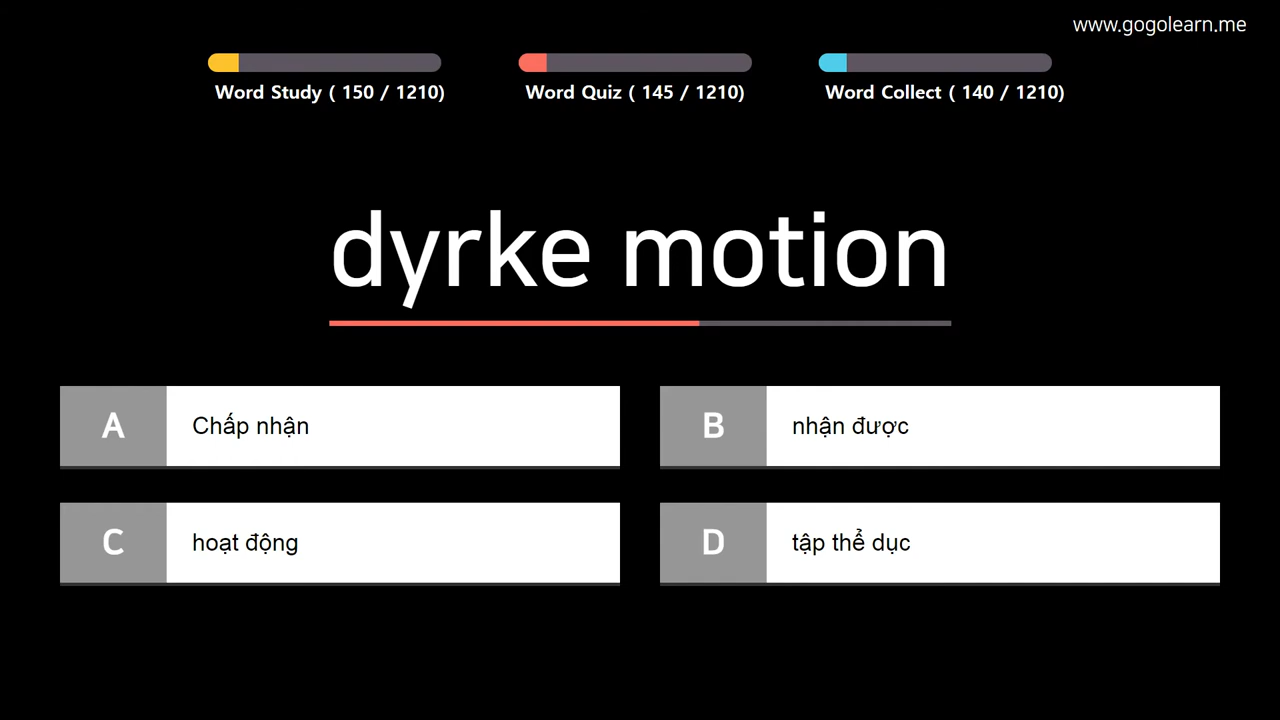 www.gogolearn.me
Word Study ( 150 / 1210)
Word Quiz ( 145 / 1210)
Word Collect ( 140 / 1210)
dyrke motion
A Chấp nhận
B nhận được
C hoạt động
D tập thể dục